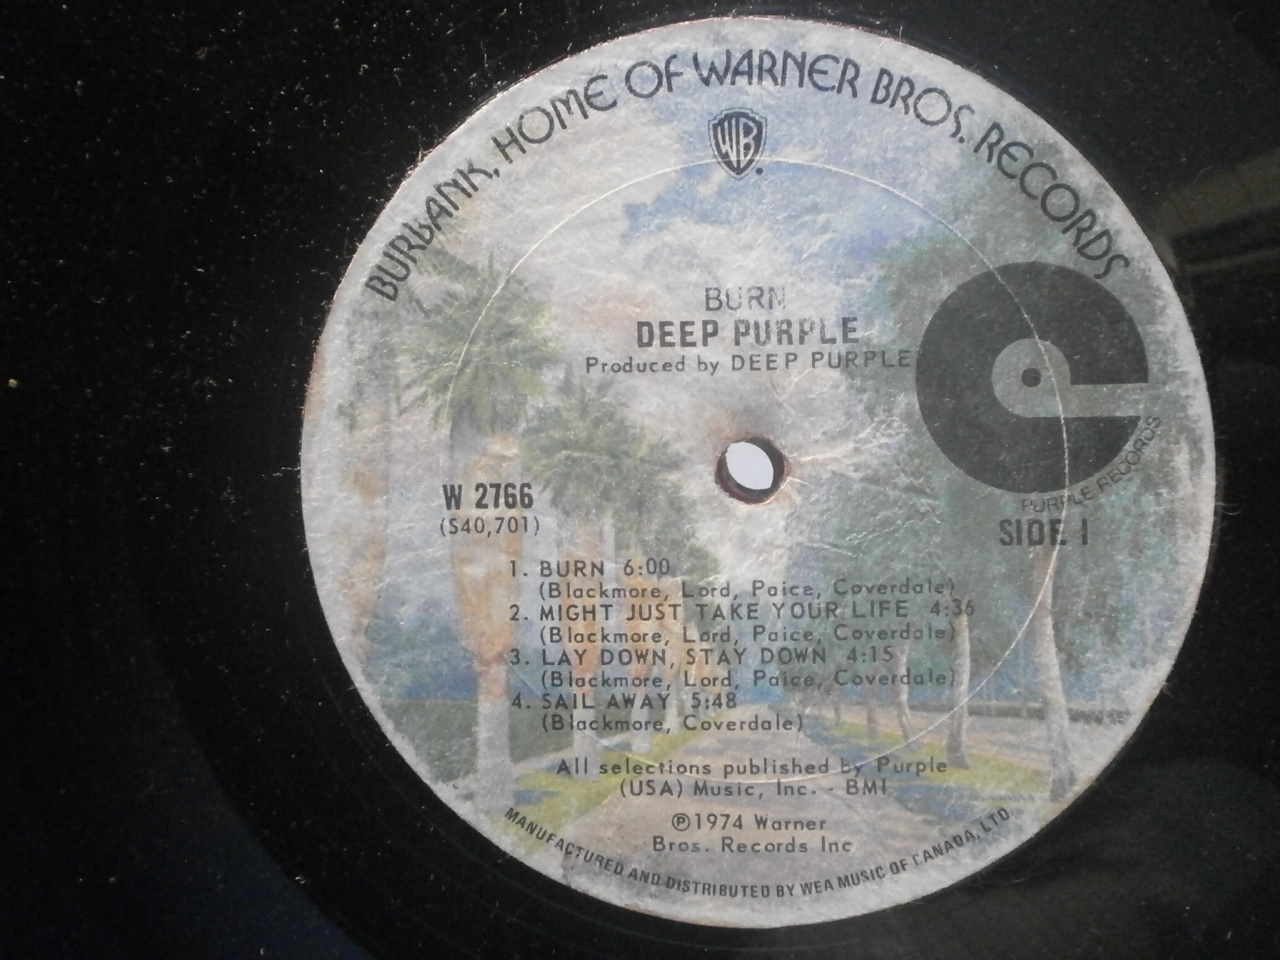 BURBANK, HOME OF WARNER BROS. RECORDS
WB
BURN
DEEP PURPLE
Produced by DEEP PURPLE
PURPLE RECORDS
W 2766
(S40,701)
SIDE 1
1. BURN 6:00
(Blackmore, Lord, Paice, Coverdale)
2. MIGHT JUST TAKE YOUR LIFE 4:36
(Blackmore, Lord, Paice, Coverdale)
3. LAY DOWN, STAY DOWN 4:15
(Blackmore, Lord, Paice, Coverdale)
4. SAIL AWAY 5:48
(Blackmore, Coverdale)
All selections published by Purple
(USA) Music, Inc. - BMI
℗1974 Warner
Bros. Records Inc
MANUFACTURED AND DISTRIBUTED BY WEA MUSIC OF CANADA, LTD.